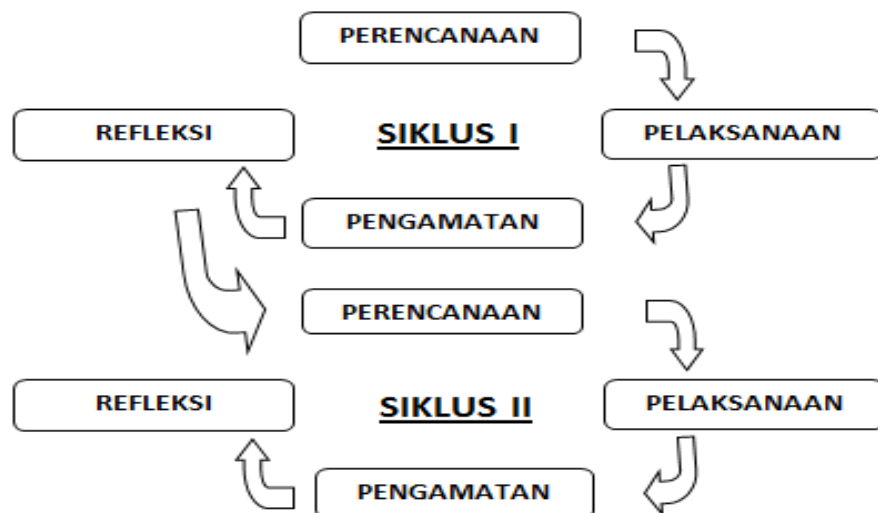 PERENCANAAN
REFLEKSI
SIKLUS I
PELAKSANAAN
PENGAMATAN
PERENCANAAN
REFLEKSI
SIKLUS II
PELAKSANAAN
PENGAMATAN